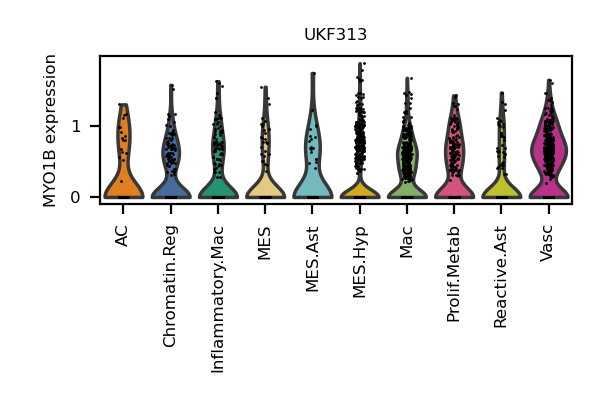 UKF313
MYO1B expression
1
0
AC
Chromatin.Reg
Inflammatory.Mac
MES
MES.Ast
MES.Hyp
Mac
Prolif.Metab
Reactive.Ast
Vasc